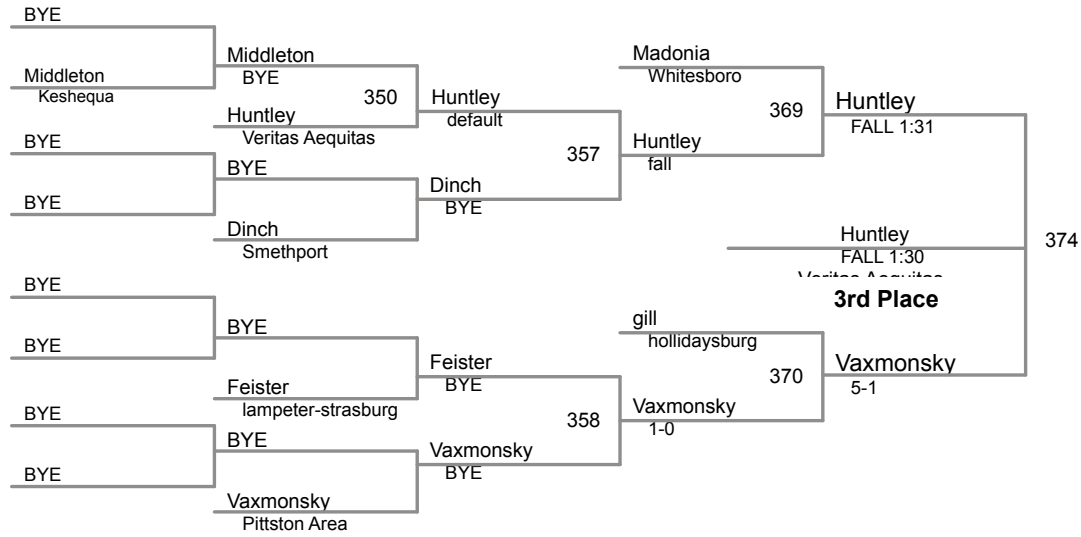 BYE
Middleton
Keshequa
BYE
BYE
BYE
BYE
BYE
BYE
Middleton
BYE
350
Huntley
Veritas Aequitas
BYE
Dinch
Smethport
BYE
Feister
lampeter-strasburg
BYE
Vaxmonsky
Pittston Area
Huntley
default
357
Dinch
BYE
Feister
BYE
358
Vaxmonsky
BYE
Madonia
Whitesboro
369
Huntley
fall
gill
hollidaysburg
370
Vaxmonsky
1-0
Huntley
FALL 1:31
374
Huntley
FALL 1:30
Veritas Aequitas
3rd Place
Vaxmonsky
5-1